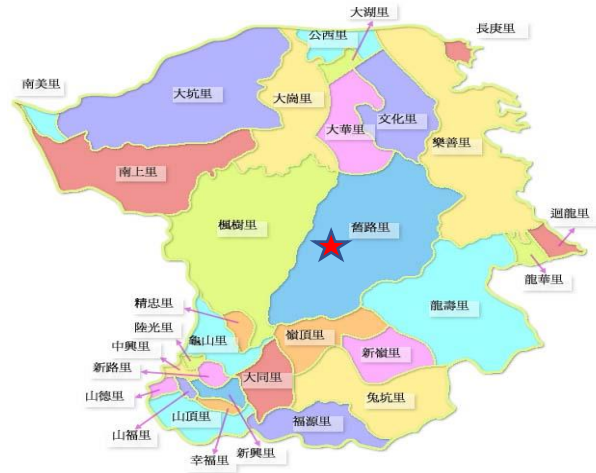 大湖里
公西里
長庚里
南美里
大坑里
大崗里
大華里
文化里
樂善里
南上里
楓樹里
舊路里
迴龍里
龍華里
精忠里
龍壽里
陸光里
龜山里
嶺頂里
中興里
新嶺里
新路里
大同里
山德里
兔坑里
山頂里
福源里
山福里
新興里
幸福里